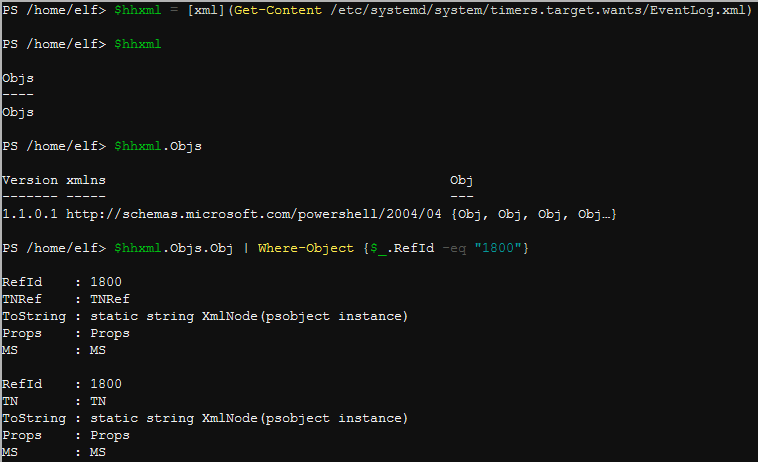 PS /home/elf> $hhxml = [xml](Get-Content /etc/systemd/system/timers.target.wants/EventLog.xml)
PS /home/elf> $hhxml
Objs
----
Objs
PS /home/elf> $hhxml.Objs
Version xmlns Obj
------- ----- ---
1.1.0.1 http://schemas.microsoft.com/powershell/2004/04 {Obj, Obj, Obj, Obj…}
PS /home/elf> $hhxml.Objs.Obj | Where-Object {$_.RefId -eq "1800"}
RefId : 1800
TNRef : TNRef
ToString : static string XmlNode(psobject instance)
Props : Props
MS : MS
RefId : 1800
TN : TN
ToString : static string XmlNode(psobject instance)
Props : Props
MS : MS